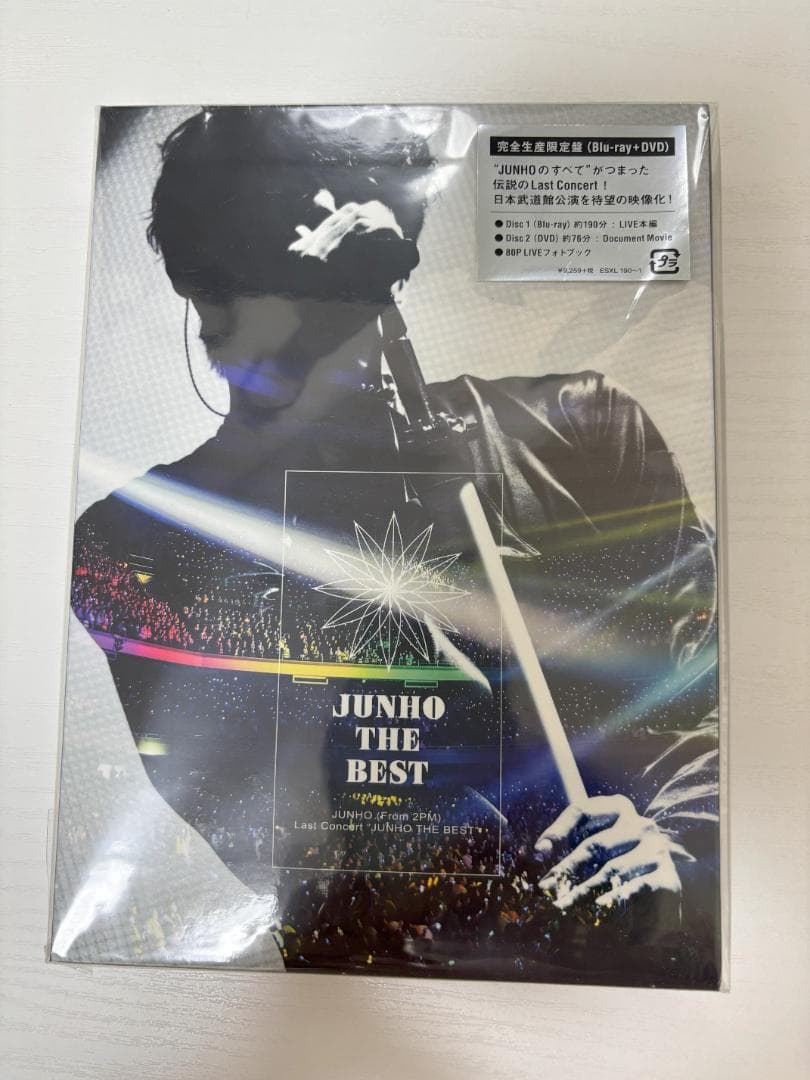 完全生産限定盤(Blu-ray+DVD)
“JUNHOのすべて”がつまった
伝説のLast Concert！
日本武道館公演を待望の映像化！
● Disc 1 (Blu-ray) 約190分：LIVE本編
● Disc 2 (DVD) 約76分：Document Movie
● 80P LIVEフォトブック
¥9,259+税 ESXL 190~1
プラ
JUNHO
THE
BEST
JUNHO (From 2PM)
Last Concert “JUNHO THE BEST”